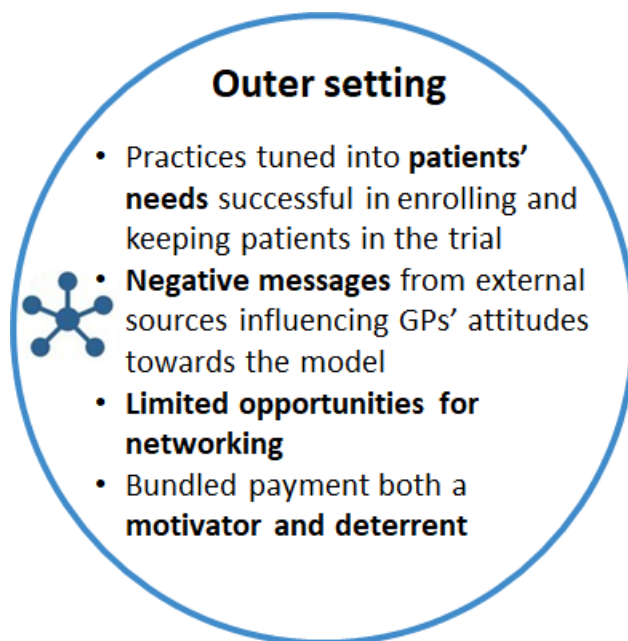 Outer setting
• Practices tuned into patients’
needs successful in enrolling and
keeping patients in the trial
• Negative messages from external
sources influencing GPs’ attitudes
towards the model
• Limited opportunities for
networking
• Bundled payment both a
motivator and deterrent